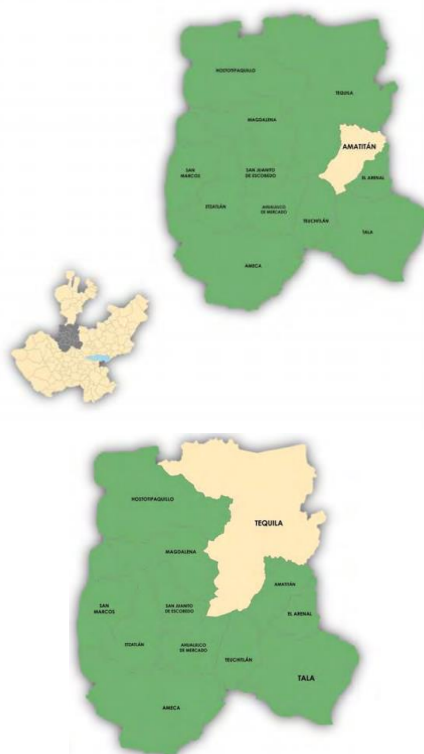 HOSTOTIPAQUILLO
TEQUILA
MAGDALENA
AMATITÁN
SAN
MARCOS
SAN JUANITO
DE ESCOBEDO
EL ARENAL
ETZATLÁN
AHUALULCO
DE MERCADO
TEUCHITLÁN
TALA
AMECA
HOSTOTIPAQUILLO
TEQUILA
MAGDALENA
AMATITÁN
SAN
MARCOS
SAN JUANITO
DE ESCOBEDO
EL ARENAL
ETZATLÁN
AHUALULCO
DE MERCADO
TEUCHITLÁN
TALA
AMECA